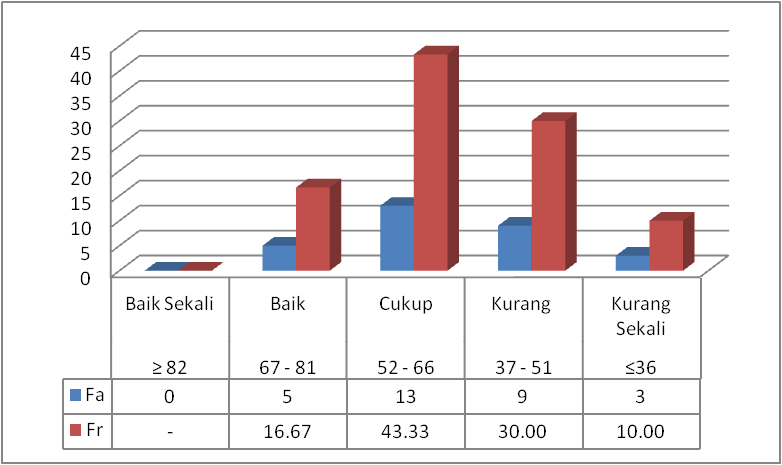 45
40
35
30
25
20
15
10
5
0
Baik Sekali Baik Cukup Kurang Kurang
Sekali
≥ 82 67 - 81 52 - 66 37 - 51 ≤36
Fa 0 5 13 9 3
Fr - 16.67 43.33 30.00 10.00